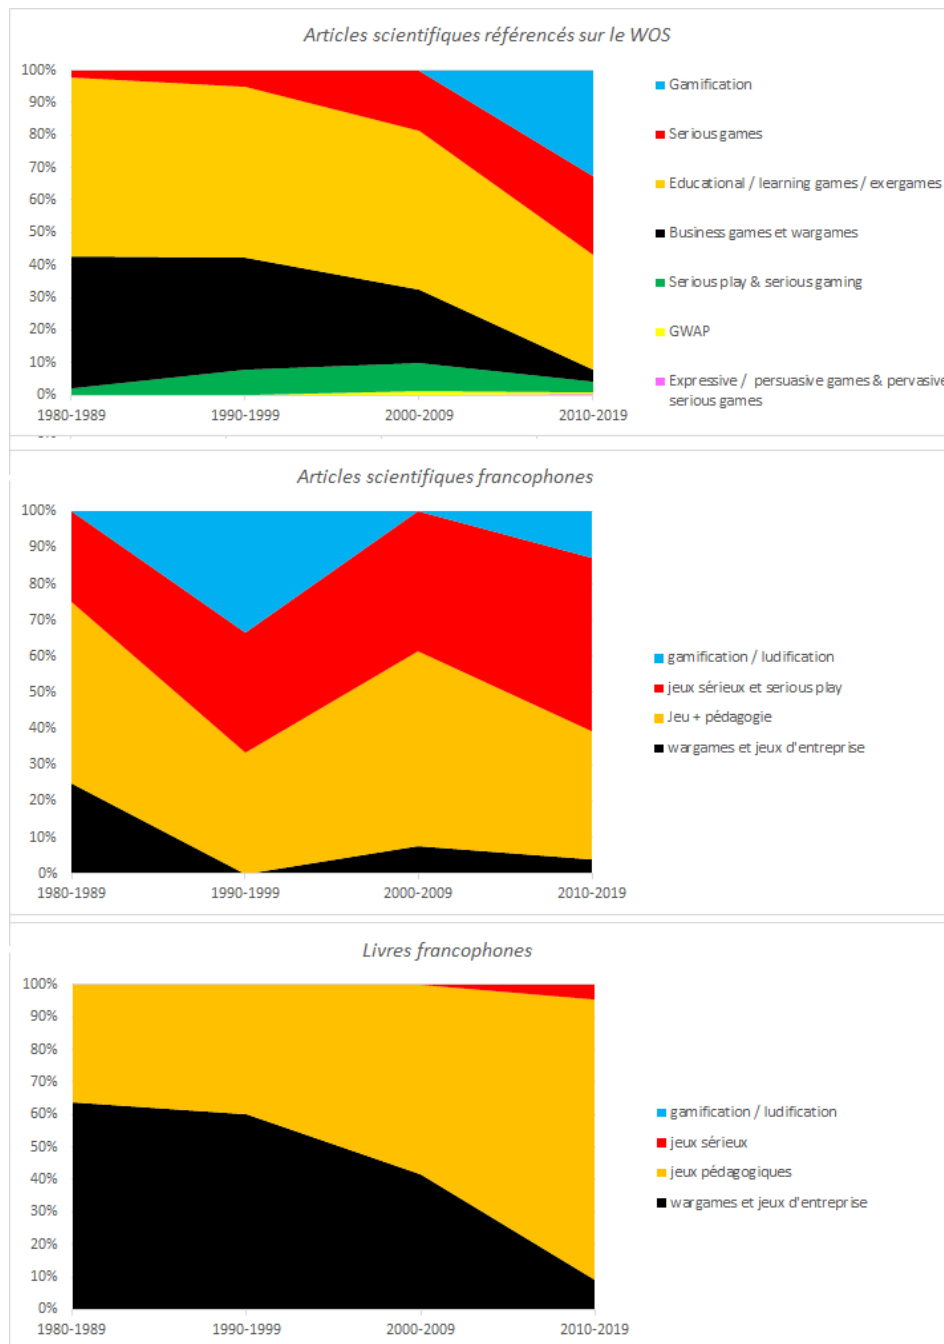 Articles scientifiques référencés sur le WOS
100%
90%
80%
70%
60%
50%
40%
30%
20%
10%
0%
1980-1989
1990-1999
2000-2009
2010-2019
Gamification
Serious games
Educational / learning games / exergames
Business games et wargames
Serious play & serious gaming
GWAP
Expressive / persuasive games & pervasive
serious games
Articles scientifiques francophones
100%
90%
80%
70%
60%
50%
40%
30%
20%
10%
0%
1980-1989
1990-1999
2000-2009
2010-2019
gamification / ludification
jeux sérieux et serious play
Jeu + pédagogie
wargames et jeux d'entreprise
Livres francophones
100%
90%
80%
70%
60%
50%
40%
30%
20%
10%
0%
1980-1989
1990-1999
2000-2009
2010-2019
gamification / ludification
jeux sérieux
jeux pédagogiques
wargames et jeux d'entreprise